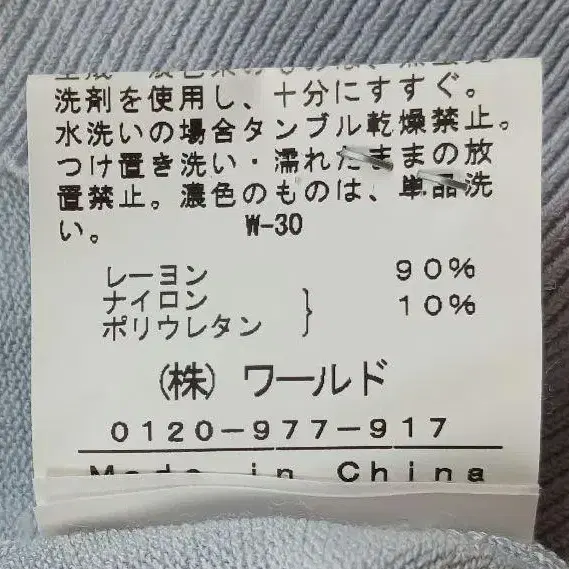 洗剤を使用し、十分にすすぐ。
水洗いの場合タンブル乾燥禁止。
つけ置き洗い・濡れたままの放
置禁止。濃色のものは、単品洗
い。 W-30
レーヨン 90%
ナイロン } 10%
ポリウレタン
(株) ワールド
0120-977-917
Made in China